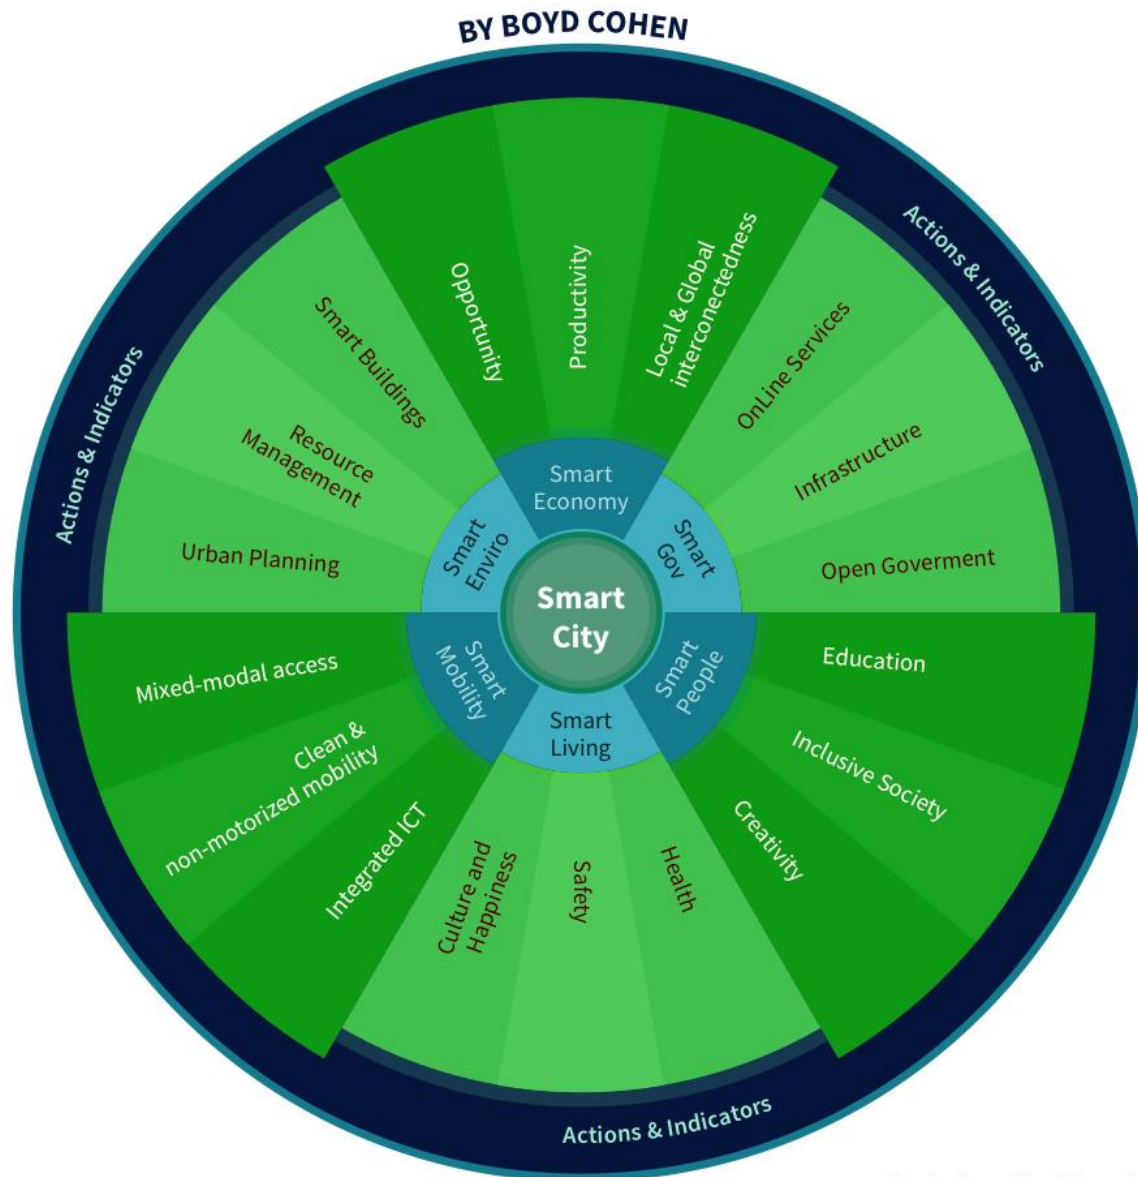 BY BOYD COHEN
Actions & Indicators
Actions & Indicators
Opportunity
Productivity
Local & Global
interconectedness
Smart Buildings
OnLine Services
Resource
Management
Infrastructure
Urban Planning
Open Goverment
Smart
Economy
Smart
Enviro
Smart
Gov
Smart
City
Smart
Mobility
Smart
People
Smart
Living
Mixed-modal access
Education
Clean &
non-motorized mobility
Inclusive Society
Integrated ICT
Creativity
Culture and
Happiness
Safety
Health
Actions & Indicators